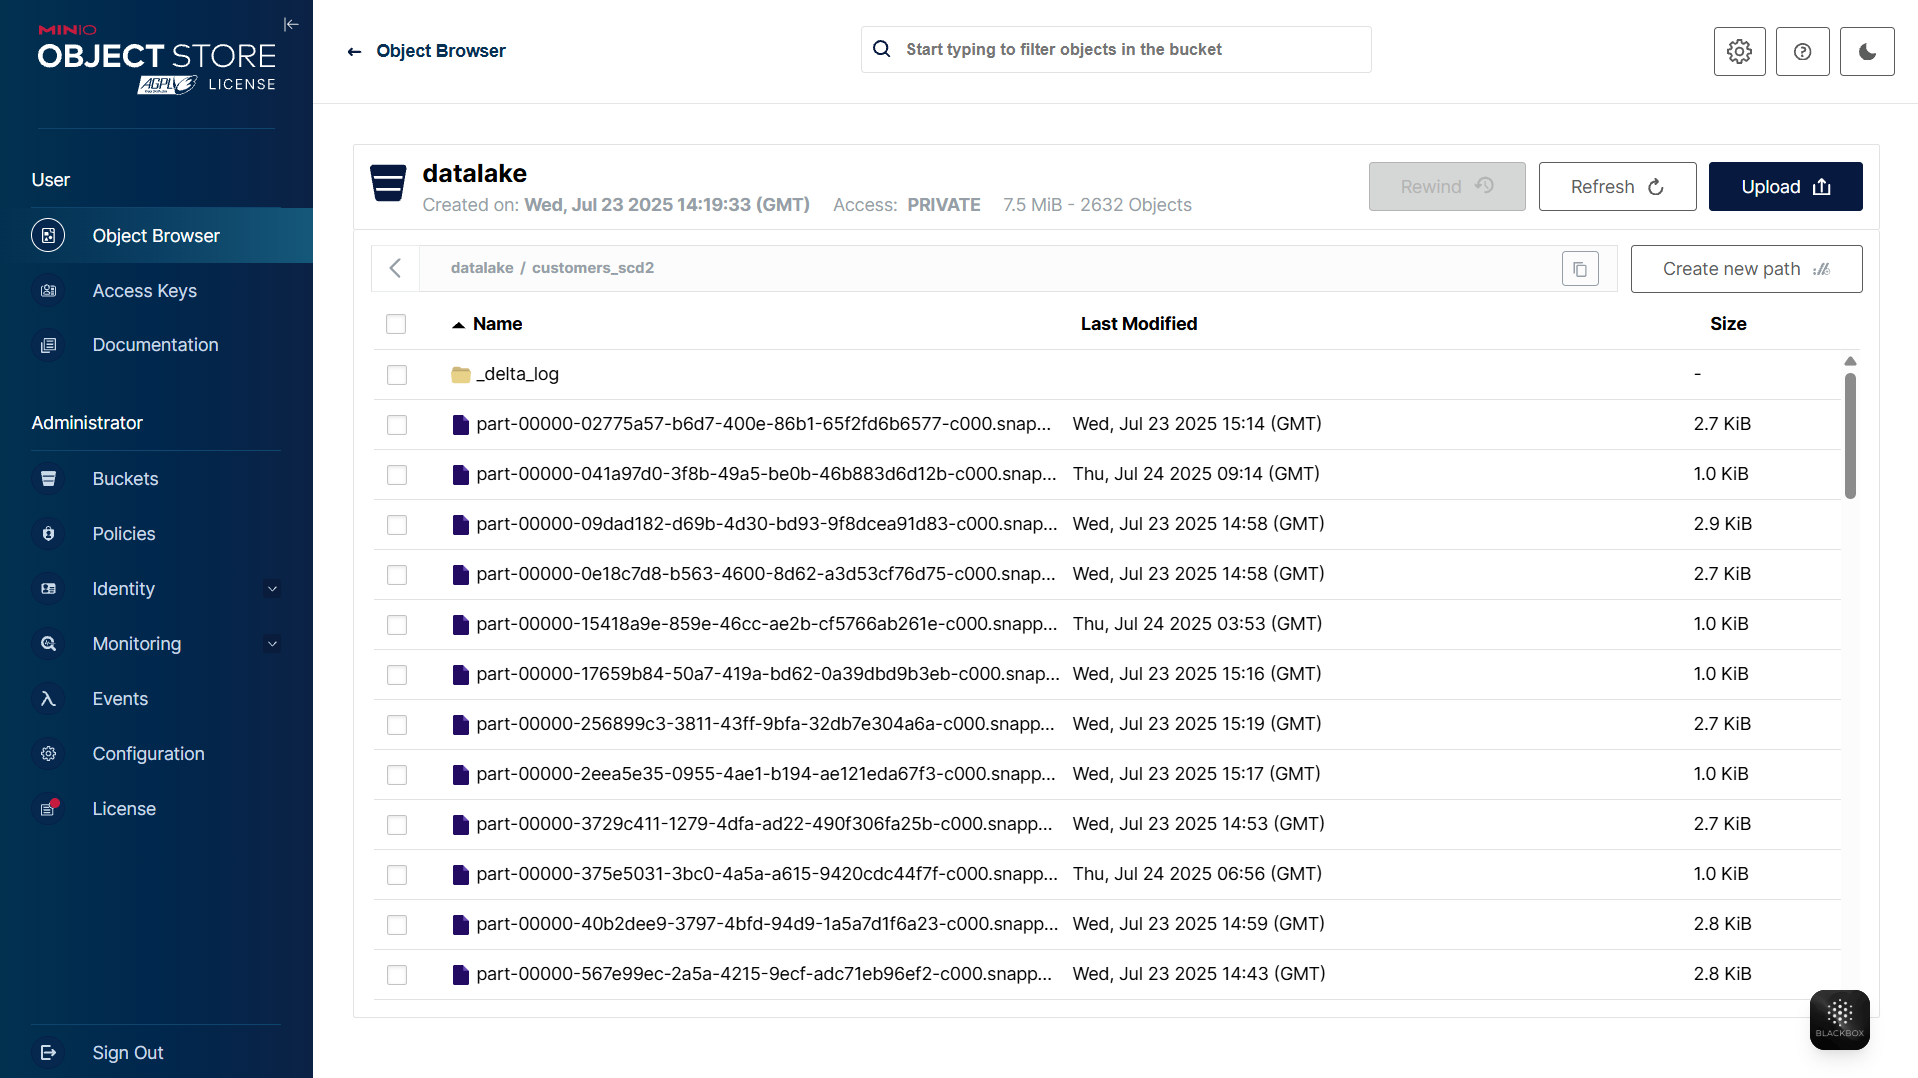 MINIO
OBJECT STORE
AGPL V3 LICENSE
User
Object Browser
Access Keys
Documentation
Administrator
Buckets
Policies
Identity
Monitoring
Events
Configuration
License
Sign Out
Object Browser
Start typing to filter objects in the bucket
datalake
Created on: Wed, Jul 23 2025 14:19:33 (GMT) Access: PRIVATE 7.5 MiB - 2632 Objects
Rewind
Refresh
Upload
datalake / customers_scd2
Create new path
Name Last Modified Size
_delta_log -
part-00000-02775a57-b6d7-400e-86b1-65f2fd6b6577-c000.snap... Wed, Jul 23 2025 15:14 (GMT) 2.7 KiB
part-00000-041a97d0-3f8b-49a5-be0b-46b883d6d12b-c000.snap... Thu, Jul 24 2025 09:14 (GMT) 1.0 KiB
part-00000-09dad182-d69b-4d30-bd93-9f8dcea91d83-c000.snap... Wed, Jul 23 2025 14:58 (GMT) 2.9 KiB
part-00000-0e18c7d8-b563-4600-8d62-a3d53cf76d75-c000.snap... Wed, Jul 23 2025 14:58 (GMT) 2.7 KiB
part-00000-15418a9e-859e-46cc-ae2b-cf5766ab261e-c000.snapp... Thu, Jul 24 2025 03:53 (GMT) 1.0 KiB
part-00000-17659b84-50a7-419a-bd62-0a39dbd9b3eb-c000.snap... Wed, Jul 23 2025 15:16 (GMT) 1.0 KiB
part-00000-256899c3-3811-43ff-9bfa-32db7e304a6a-c000.snapp... Wed, Jul 23 2025 15:19 (GMT) 2.7 KiB
part-00000-2eea5e35-0955-4ae1-b194-ae121eda67f3-c000.snapp... Wed, Jul 23 2025 15:17 (GMT) 1.0 KiB
part-00000-3729c411-1279-4dfa-ad22-490f306fa25b-c000.snapp... Wed, Jul 23 2025 14:53 (GMT) 2.7 KiB
part-00000-375e5031-3bc0-4a5a-a615-9420cdc44f7f-c000.snapp... Thu, Jul 24 2025 06:56 (GMT) 1.0 KiB
part-00000-40b2dee9-3797-4bfd-94d9-1a5a7d1f6a23-c000.snapp... Wed, Jul 23 2025 14:59 (GMT) 2.8 KiB
part-00000-567e99ec-2a5a-4215-9ecf-adc71eb96ef2-c000.snapp... Wed, Jul 23 2025 14:43 (GMT) 2.8 KiB
BLACKBOX